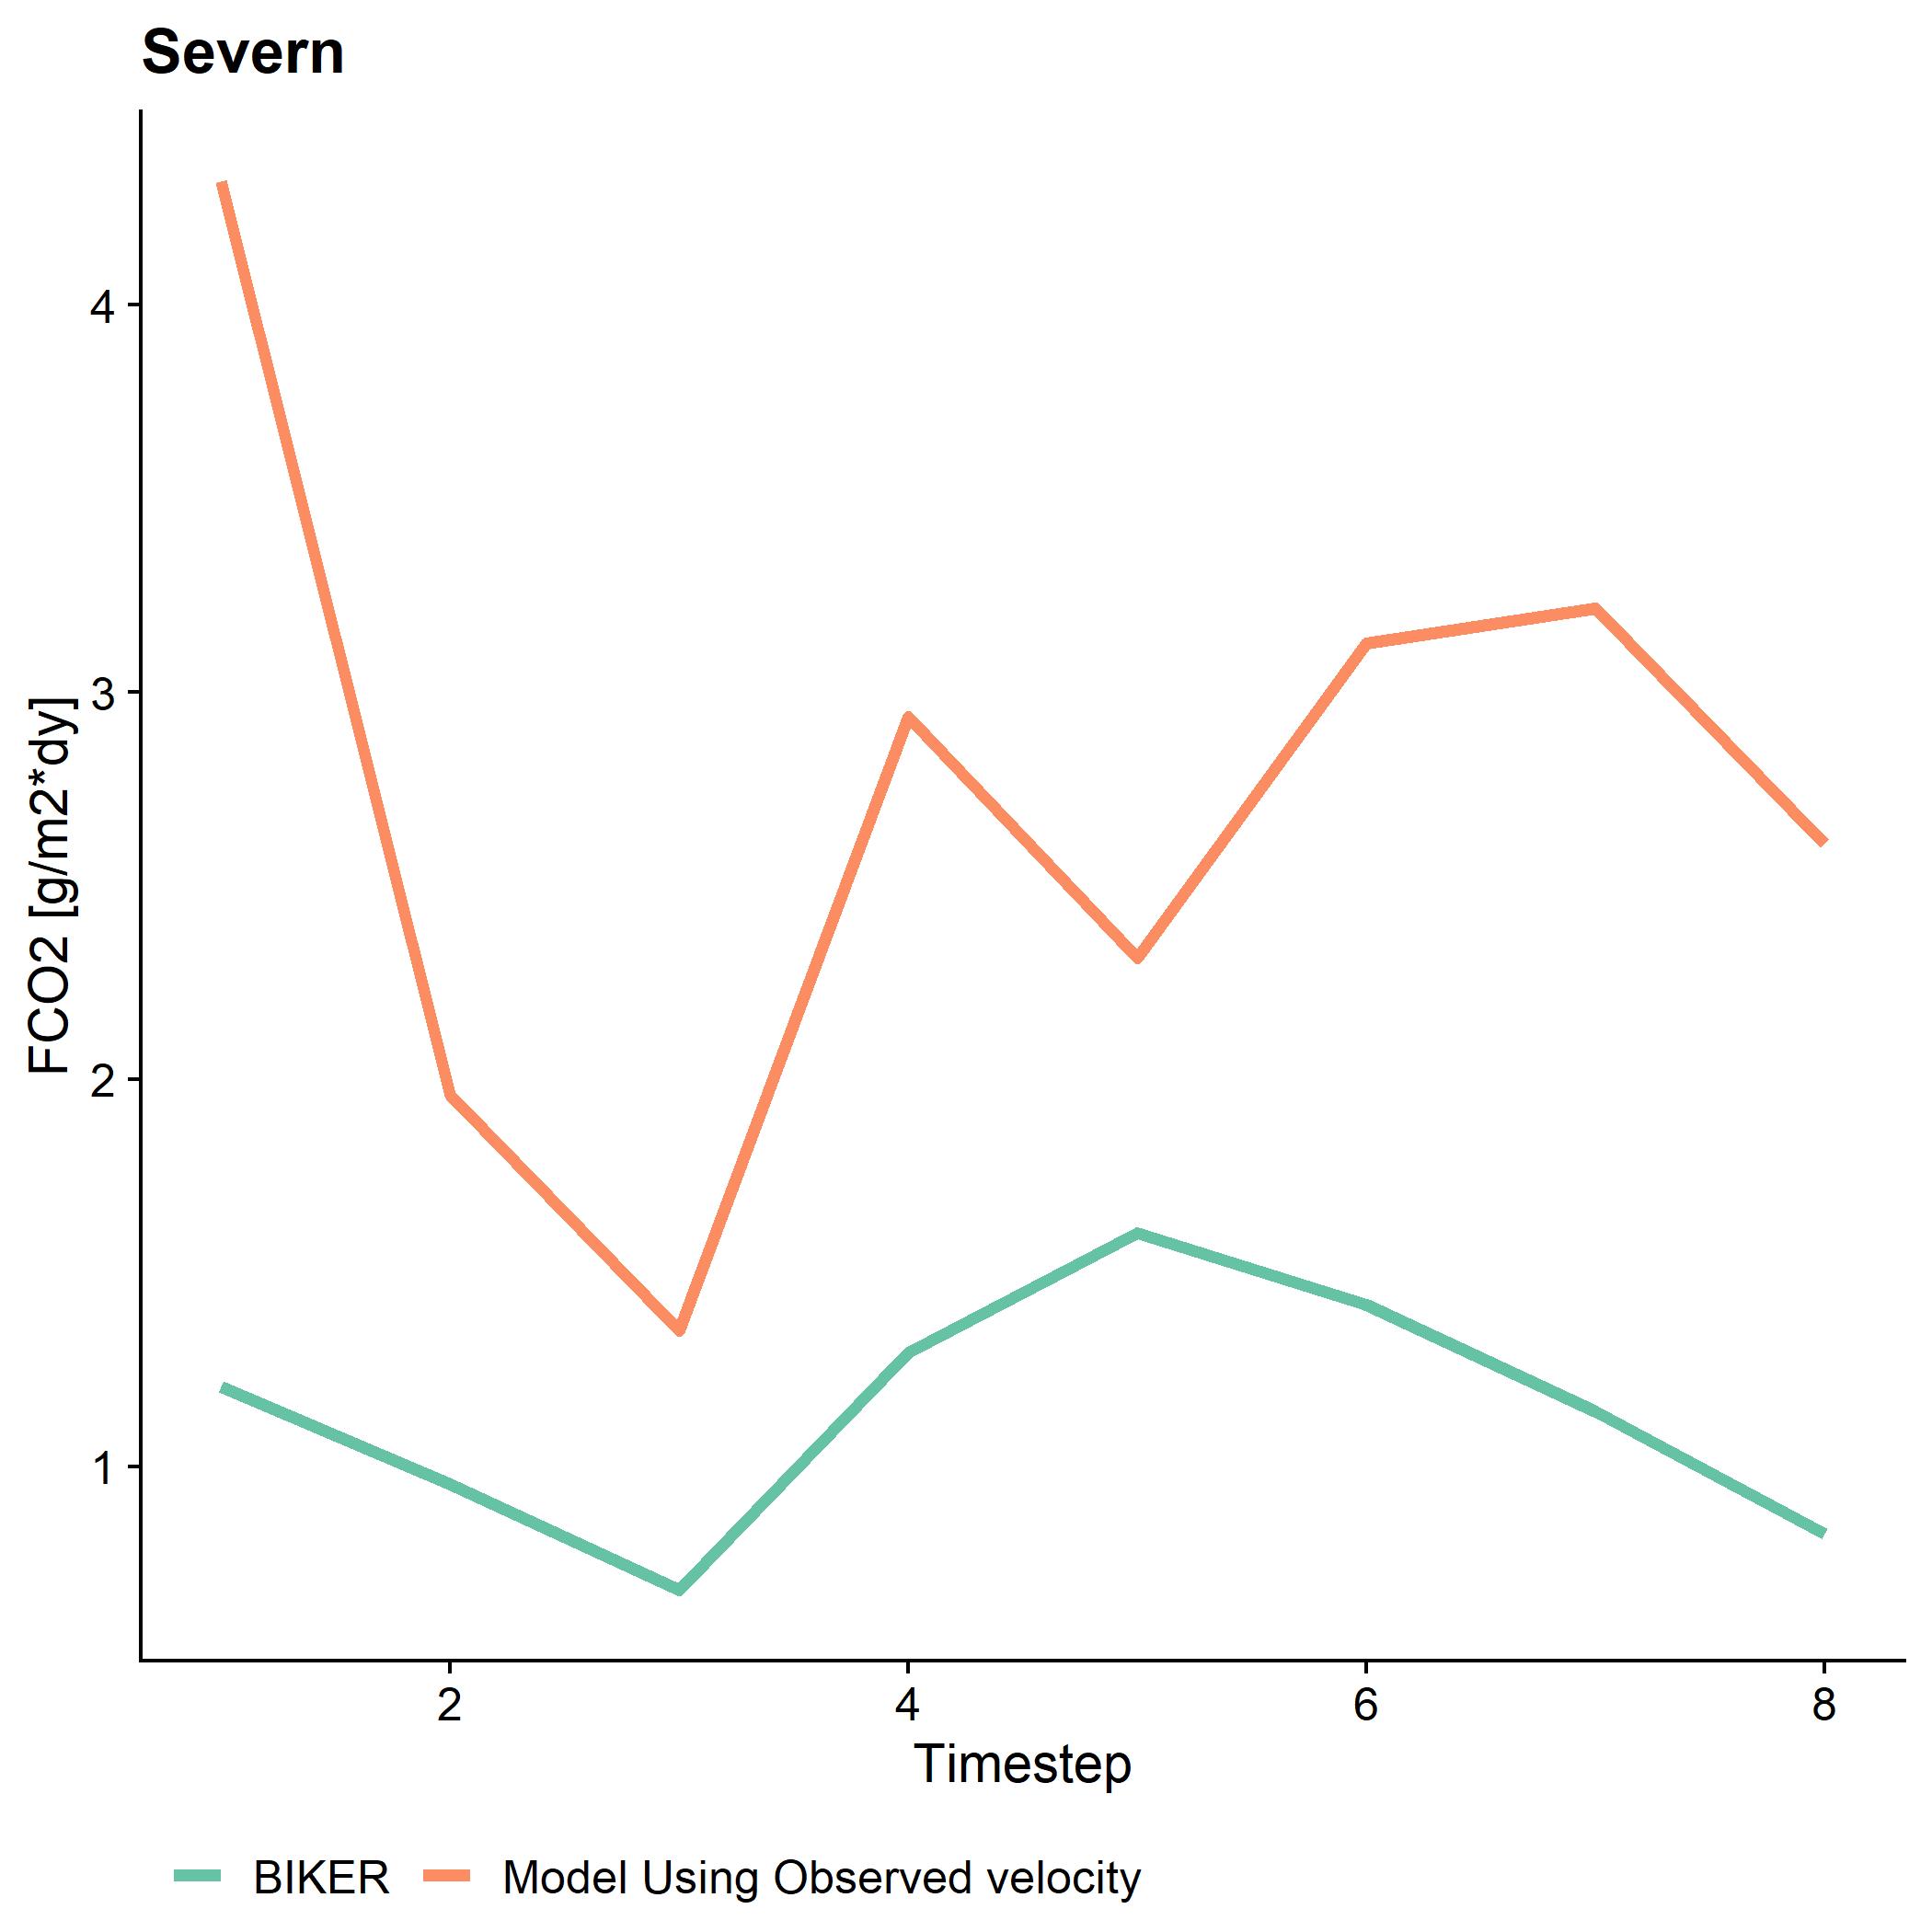 Severn
FCO2 [g/m2*dy]
4
3
2
1
2 4 6 8
Timestep
BIKER Model Using Observed velocity